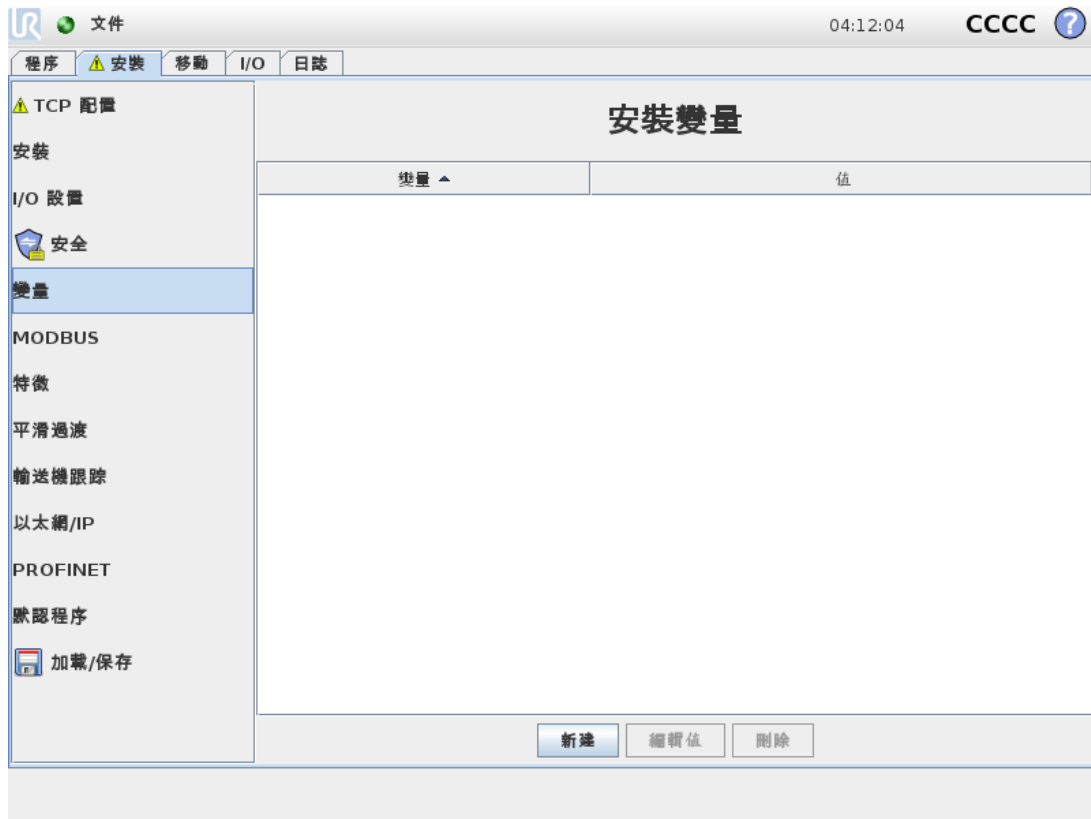 UR 文件 04:12:04 CCCC ?
程序 安裝 移動 I/O 日誌
TCP 配置
安裝變量
安裝
變量 值
I/O 設置
安全
變量
MODBUS
特徵
平滑過渡
輸送機跟踪
以太網/IP
PROFINET
默認程序
加載/保存
新建 編輯值 刪除